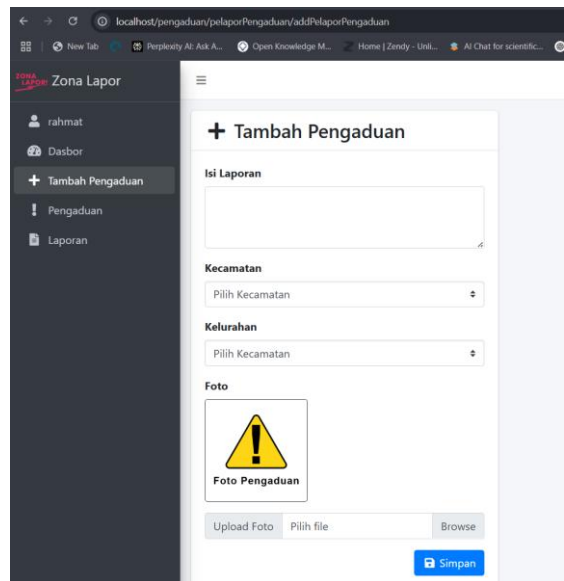 localhost/pengaduan/pelaporPengaduan/addPelaporPengaduan
New Tab
Perplexity AI: Ask A...
Open Knowledge M...
Home | Zendy - Unli...
AI Chat for scientific...
ZONA
LAPOR!
Zona Lapor
rahmat
Dasbor
Tambah Pengaduan
Pengaduan
Laporan
Tambah Pengaduan
Isi Laporan
Kecamatan
Pilih Kecamatan
Kelurahan
Pilih Kecamatan
Foto
Foto Pengaduan
Upload Foto Pilih file Browse
Simpan